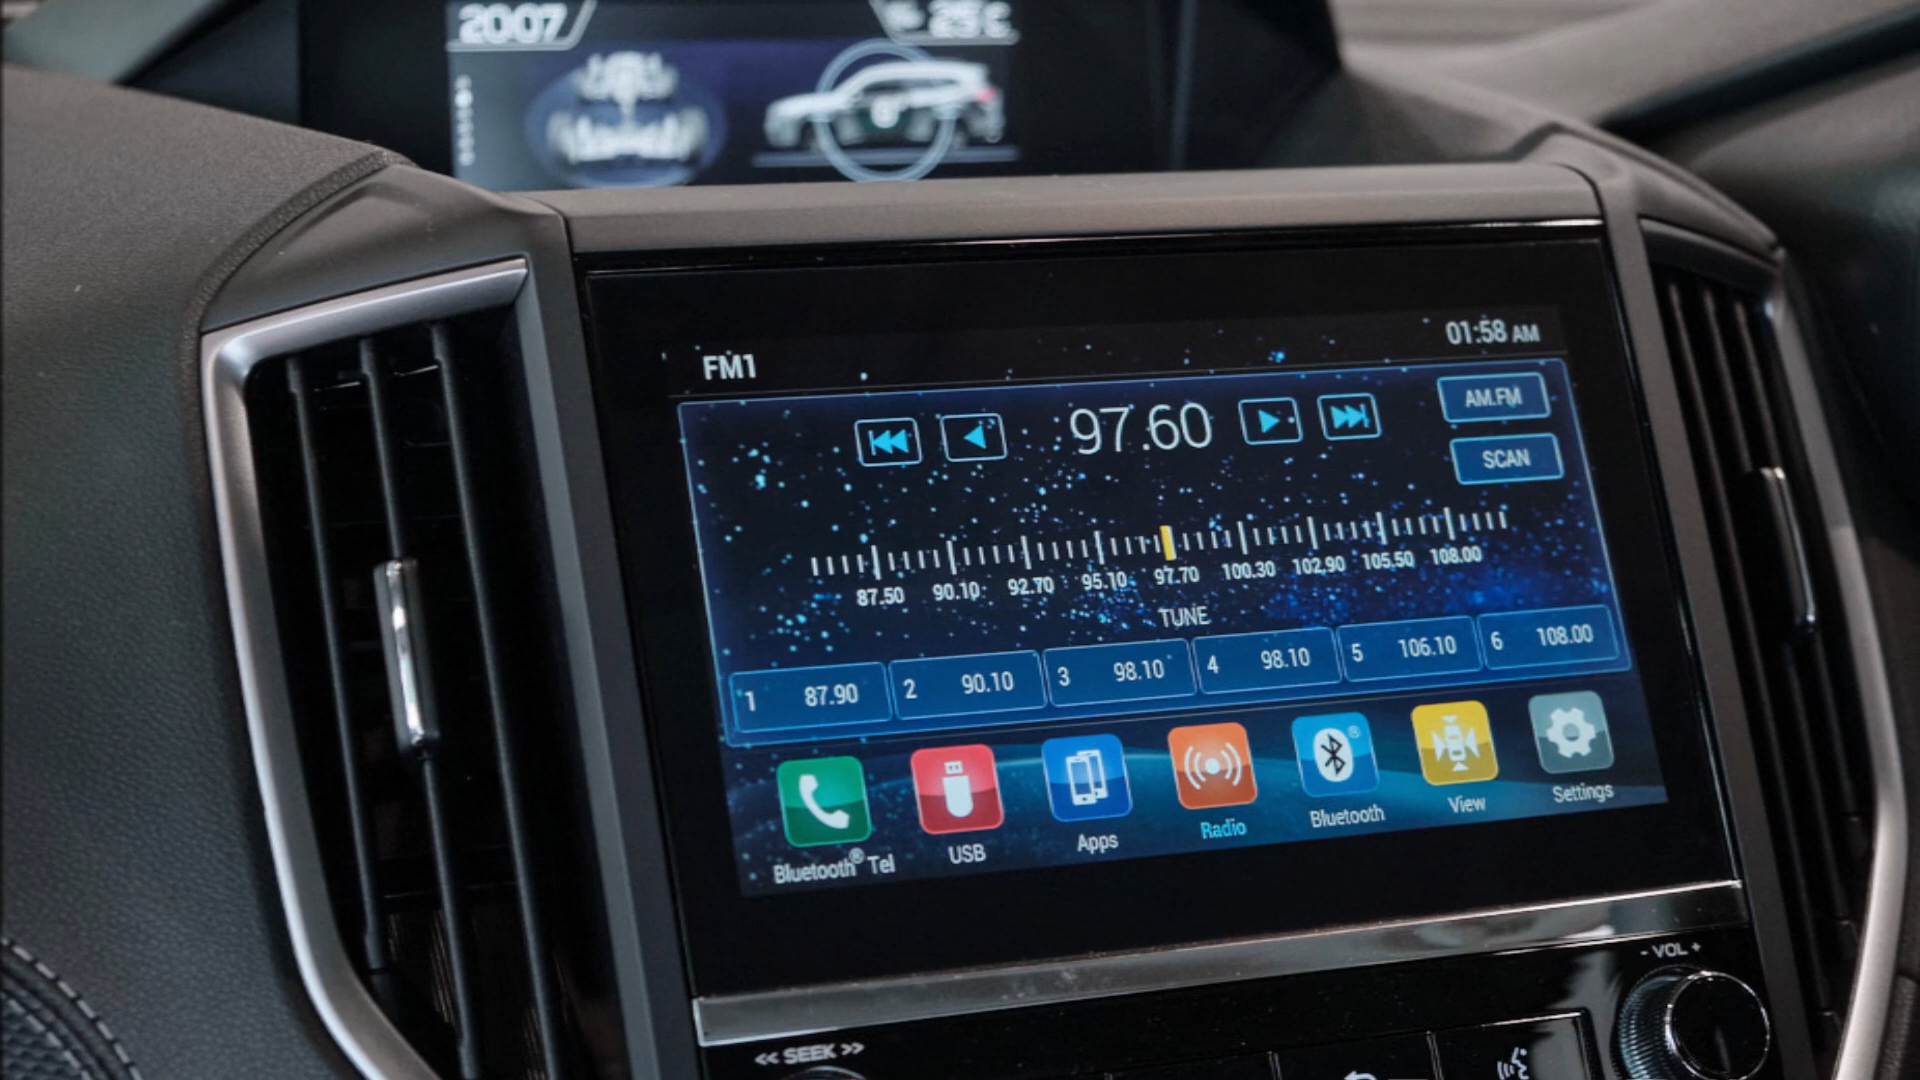 2007
25°C
FM1
01:58 AM
97.60
AM.FM
SCAN
87.50 90.10 92.70 95.10 97.70 100.30 102.90 105.50 108.00
TUNE
1 87.90 2 90.10 3 98.10 4 98.10 5 106.10 6 108.00
Bluetooth® Tel USB Apps Radio Bluetooth View Settings
- VOL +
<< SEEK >>